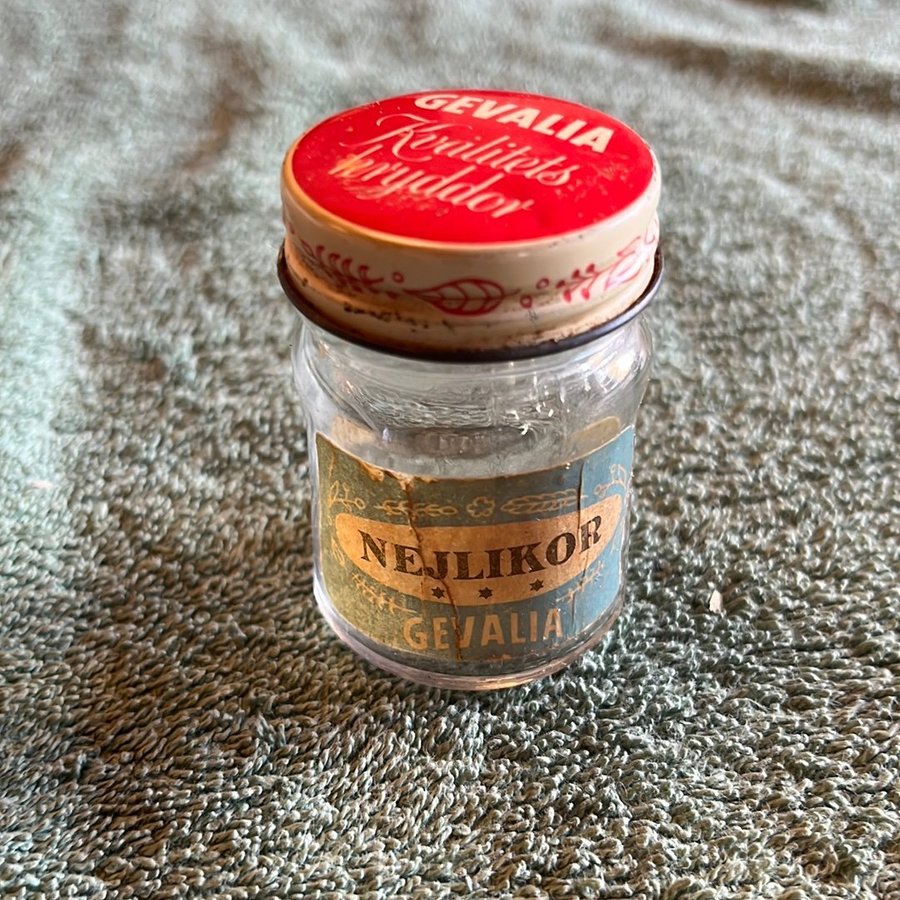 GEVALIA
Kvalitets
kryddor
NEJLIKOR
GEVALIA